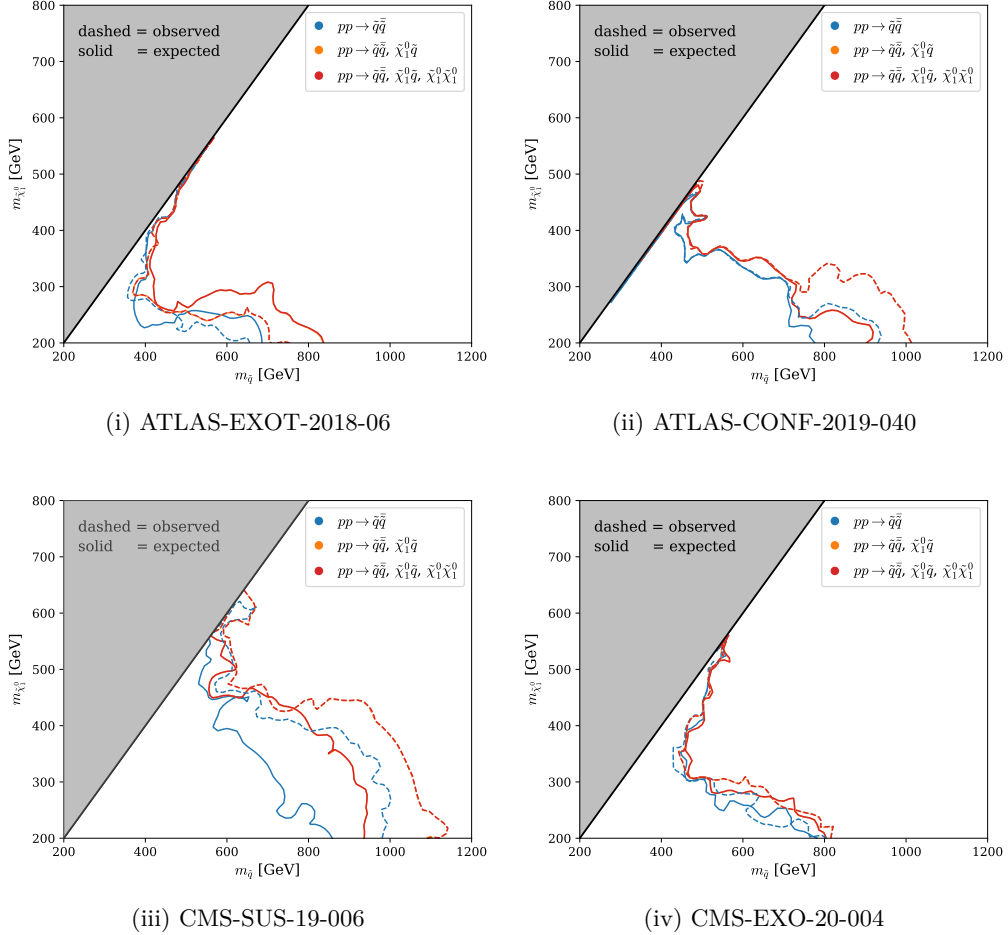 dashed = observed
solid = expected
pp → q̃q̃̄
pp → q̃q̃̄, χ̃₁⁰q̃
pp → q̃q̃̄, χ̃₁⁰q̃, χ̃₁⁰χ̃₁⁰
800
700
600
500
400
300
200
m_χ̃₁⁰ [GeV]
200 400 600 800 1000 1200
m_q̃ [GeV]
(i) ATLAS-EXOT-2018-06
dashed = observed
solid = expected
pp → q̃q̃̄
pp → q̃q̃̄, χ̃₁⁰q̃
pp → q̃q̃̄, χ̃₁⁰q̃, χ̃₁⁰χ̃₁⁰
800
700
600
500
400
300
200
m_χ̃₁⁰ [GeV]
200 400 600 800 1000 1200
m_q̃ [GeV]
(ii) ATLAS-CONF-2019-040
dashed = observed
solid = expected
pp → q̃q̃̄
pp → q̃q̃̄, χ̃₁⁰q̃
pp → q̃q̃̄, χ̃₁⁰q̃, χ̃₁⁰χ̃₁⁰
800
700
600
500
400
300
200
m_χ̃₁⁰ [GeV]
200 400 600 800 1000 1200
m_q̃ [GeV]
(iii) CMS-SUS-19-006
dashed = observed
solid = expected
pp → q̃q̃̄
pp → q̃q̃̄, χ̃₁⁰q̃
pp → q̃q̃̄, χ̃₁⁰q̃, χ̃₁⁰χ̃₁⁰
800
700
600
500
400
300
200
m_χ̃₁⁰ [GeV]
200 400 600 800 1000 1200
m_q̃ [GeV]
(iv) CMS-EXO-20-004